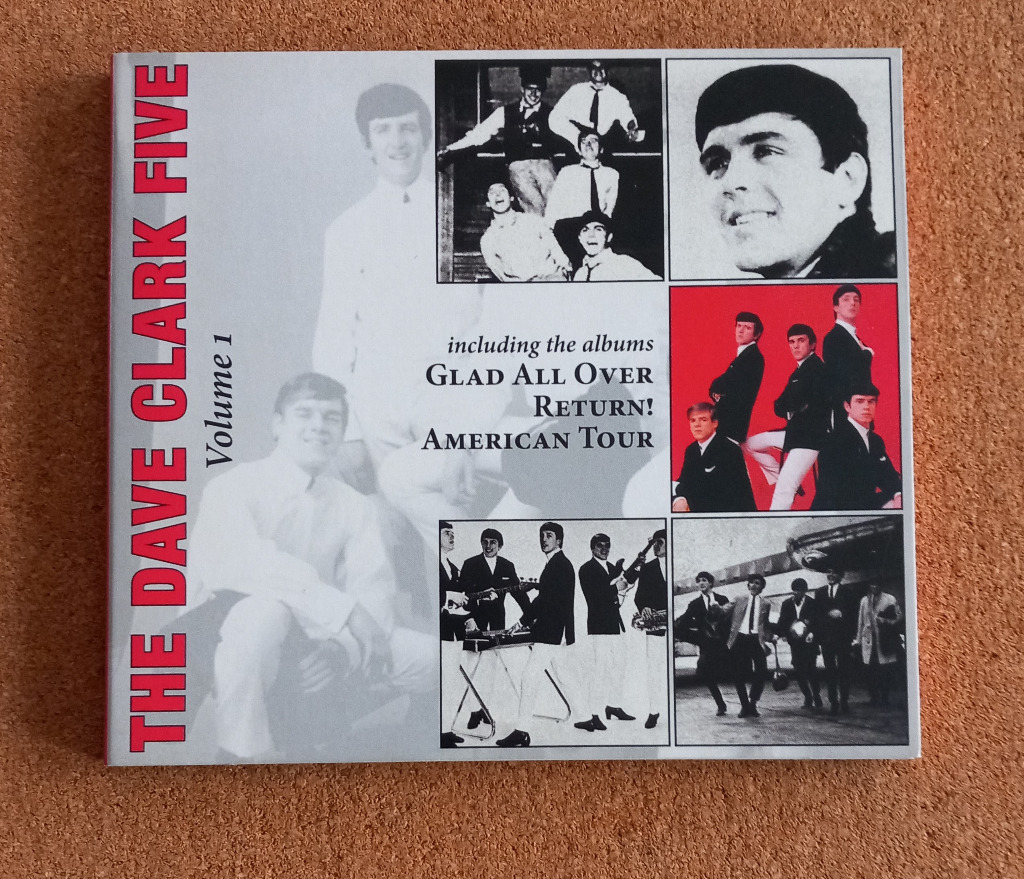 THE DAVE CLARK FIVE
Volume 1
including the albums
GLAD ALL OVER
RETURN!
AMERICAN TOUR